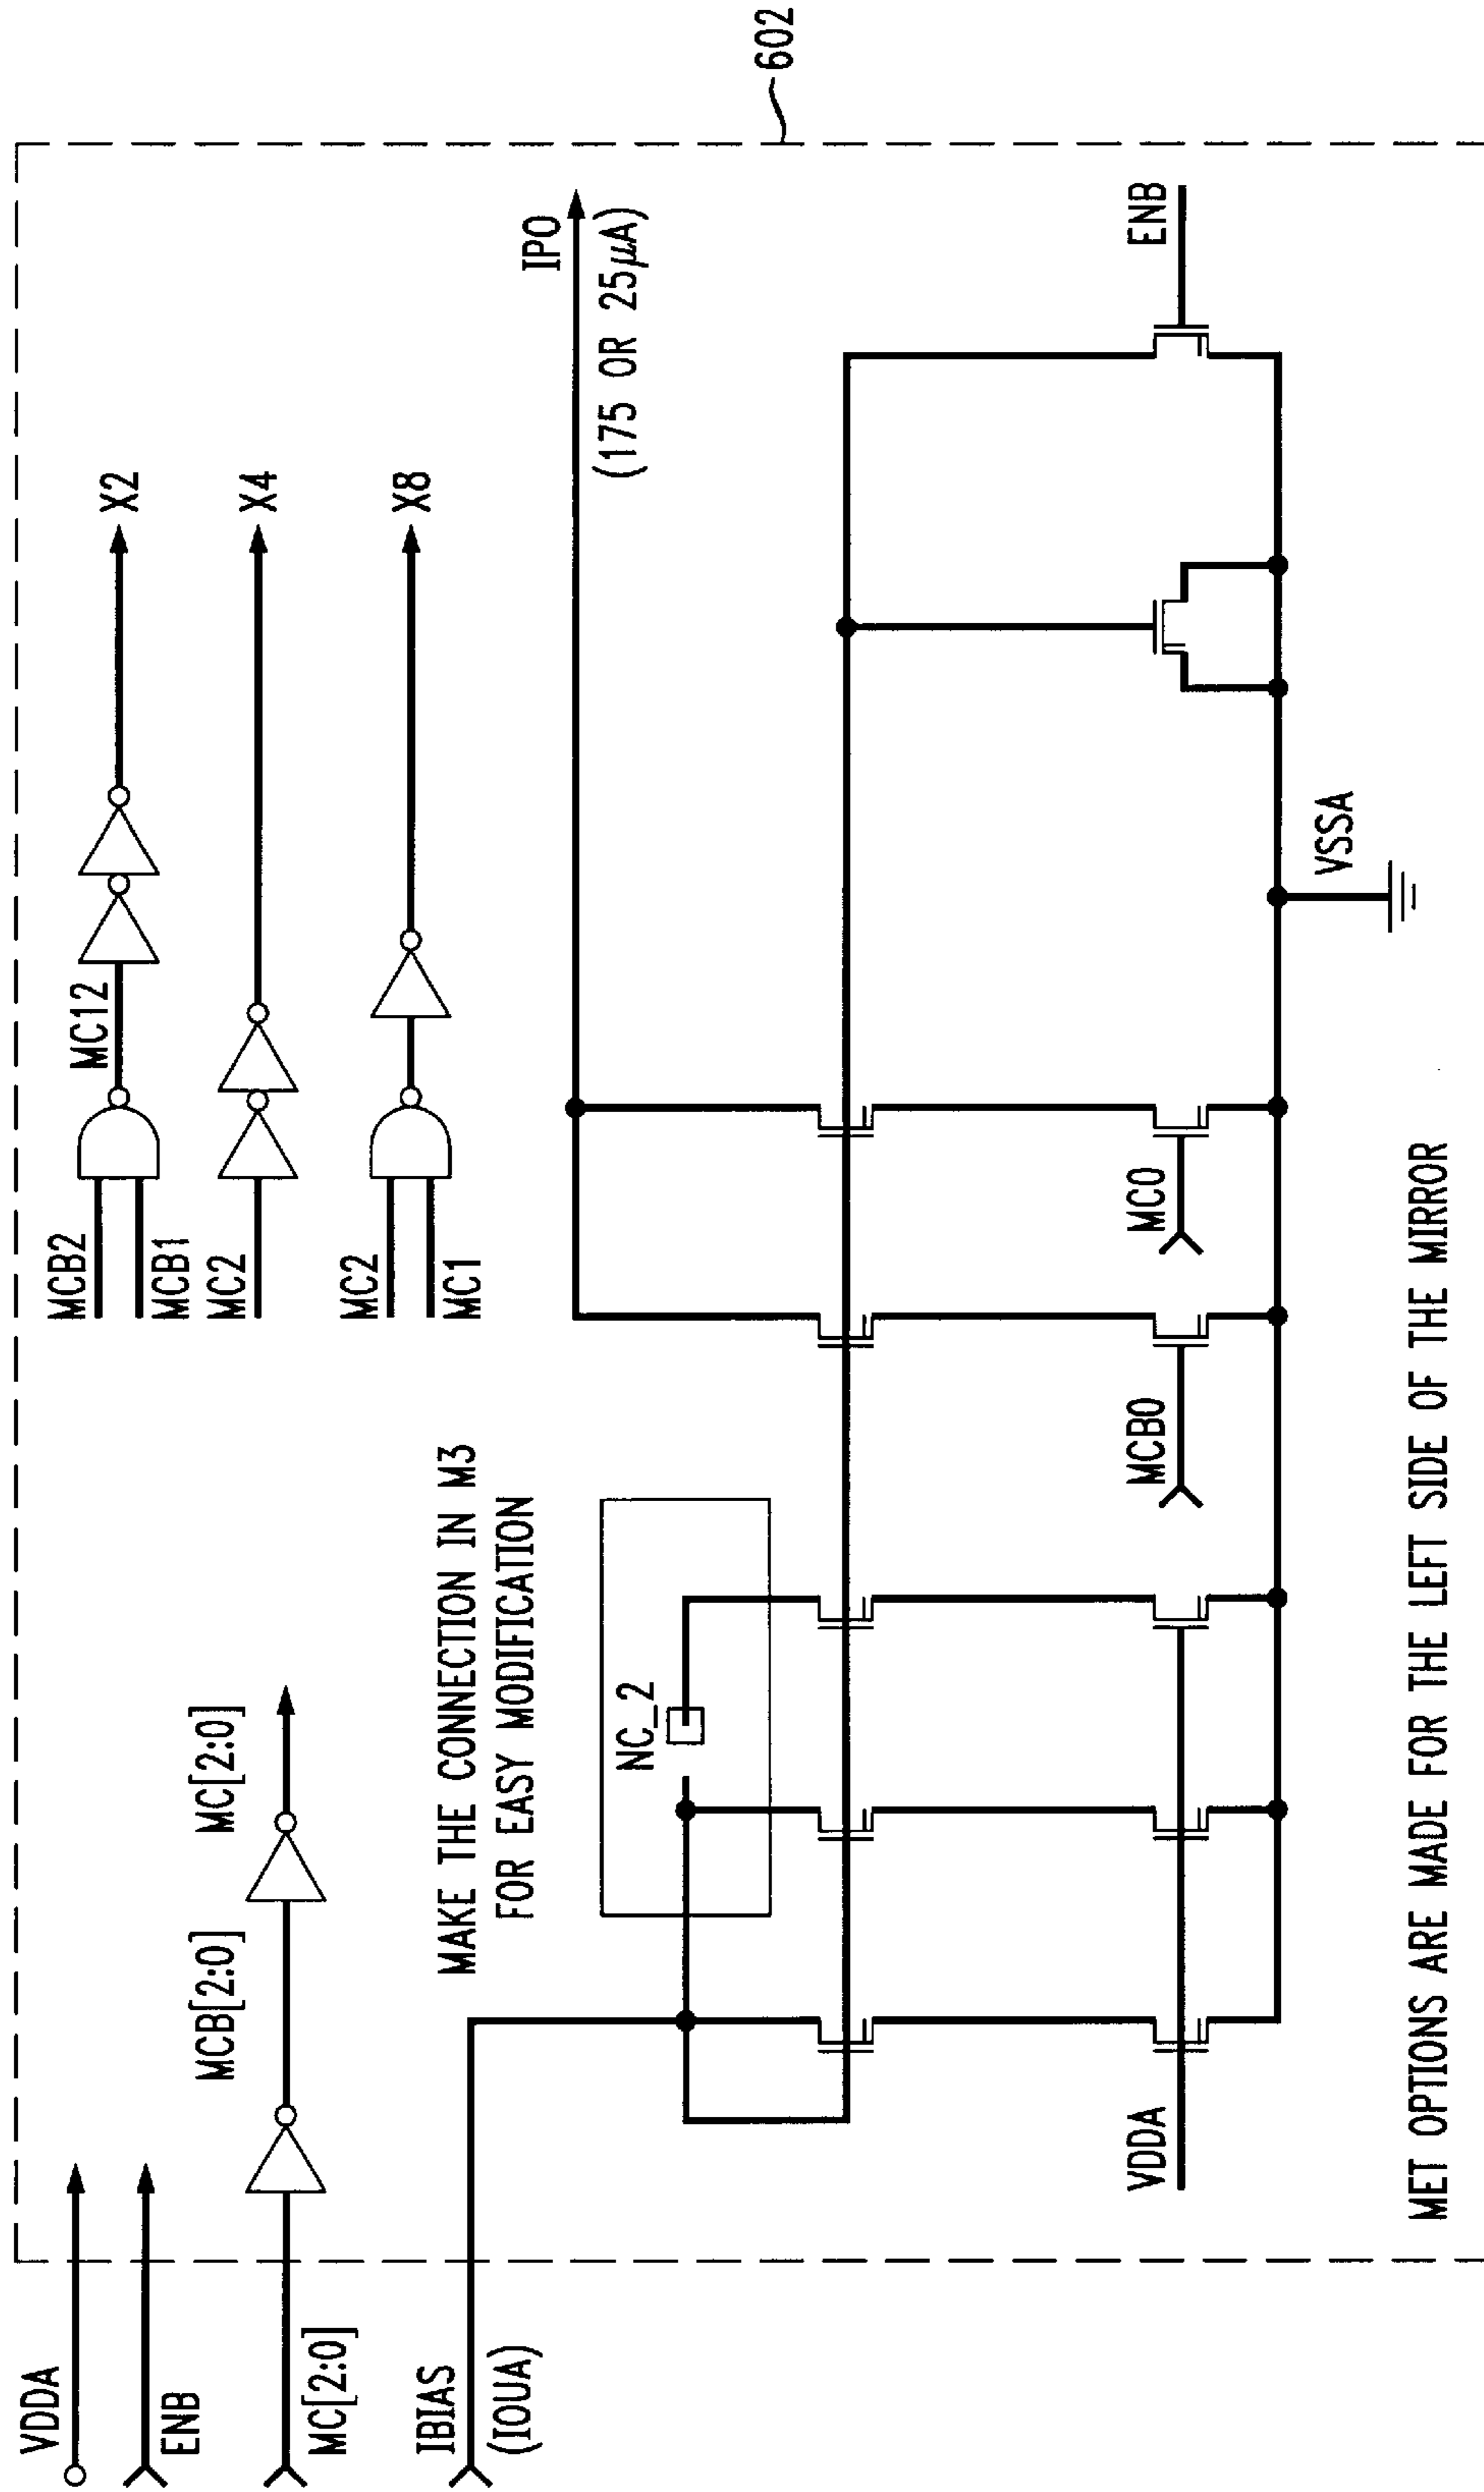 VDDA
ENB
MC[2:0]
MCB[2:0]
MC[2:0]
IBIAS
(IOUA)
MCB2
MCB1
MC12
X2
MC2
X4
MC2
MC1
X8
MAKE THE CONNECTION IN M3
FOR EASY MODIFICATION
NC_2
IPO
(175 OR 25μA)
602
VDDA
MCBO
MCO
ENB
VSSA
MET OPTIONS ARE MADE FOR THE LEFT SIDE OF THE MIRROR